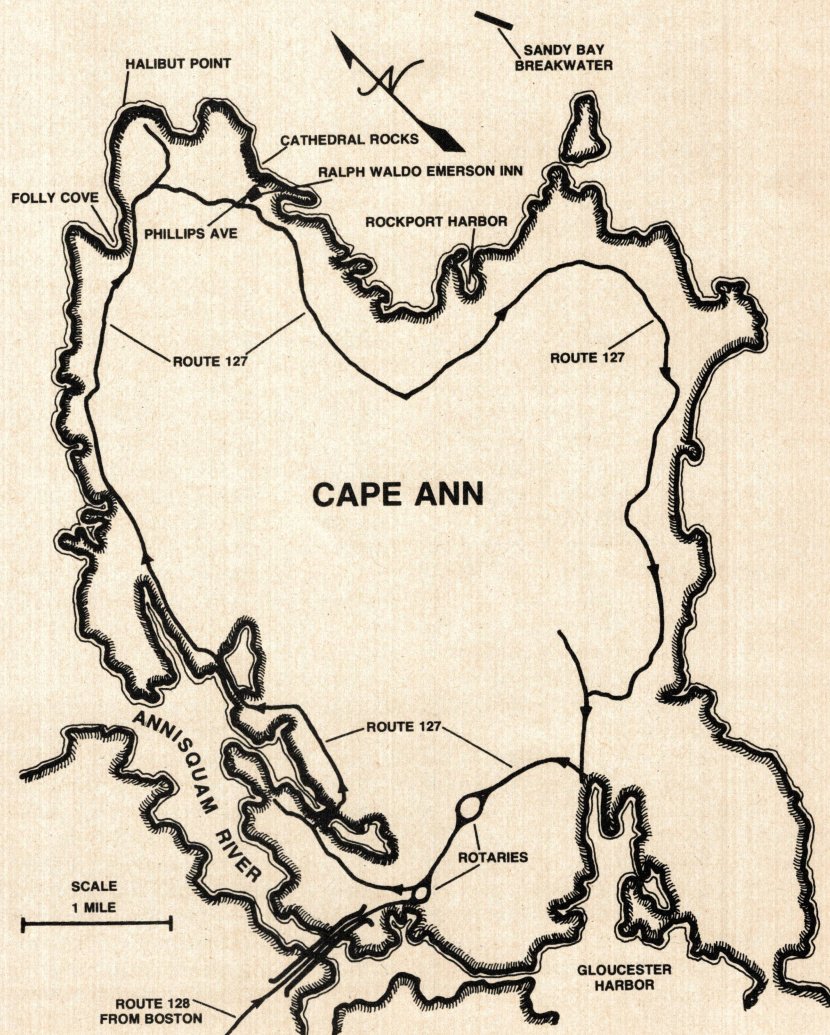 SANDY BAY
BREAKWATER
HALIBUT POINT
N
CATHEDRAL ROCKS
RALPH WALDO EMERSON INN
FOLLY COVE
PHILLIPS AVE
ROCKPORT HARBOR
ROUTE 127
ROUTE 127
CAPE ANN
ANNISQUAM RIVER
ROUTE 127
ROTARIES
SCALE
1 MILE
GLOUCESTER
HARBOR
ROUTE 128
FROM BOSTON